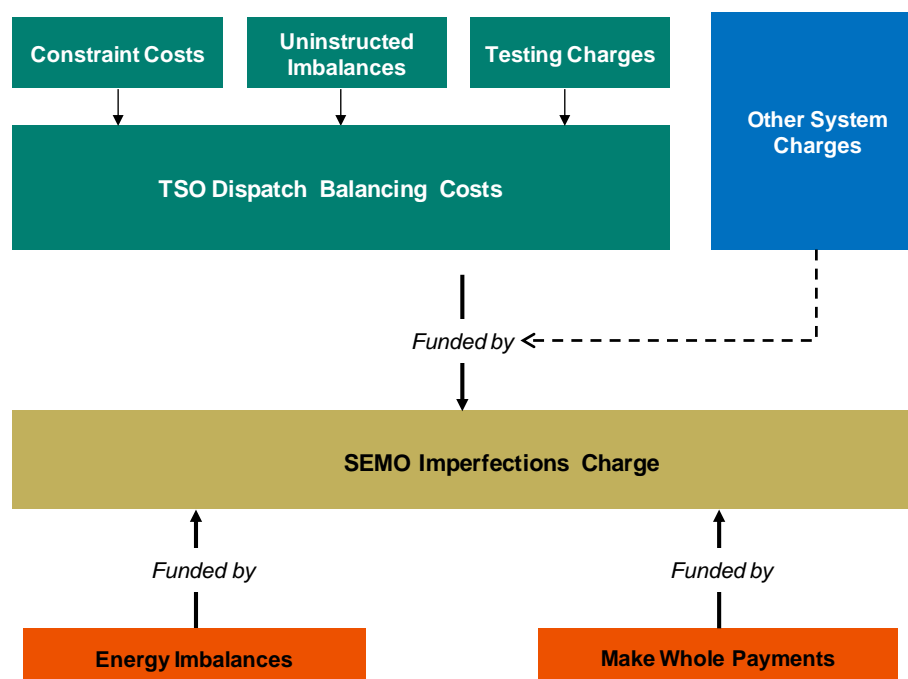 Constraint Costs
Uninstructed
Imbalances
Testing Charges
Other System
Charges
TSO Dispatch Balancing Costs
Funded by
SEMO Imperfections Charge
Funded by
Funded by
Energy Imbalances
Make Whole Payments